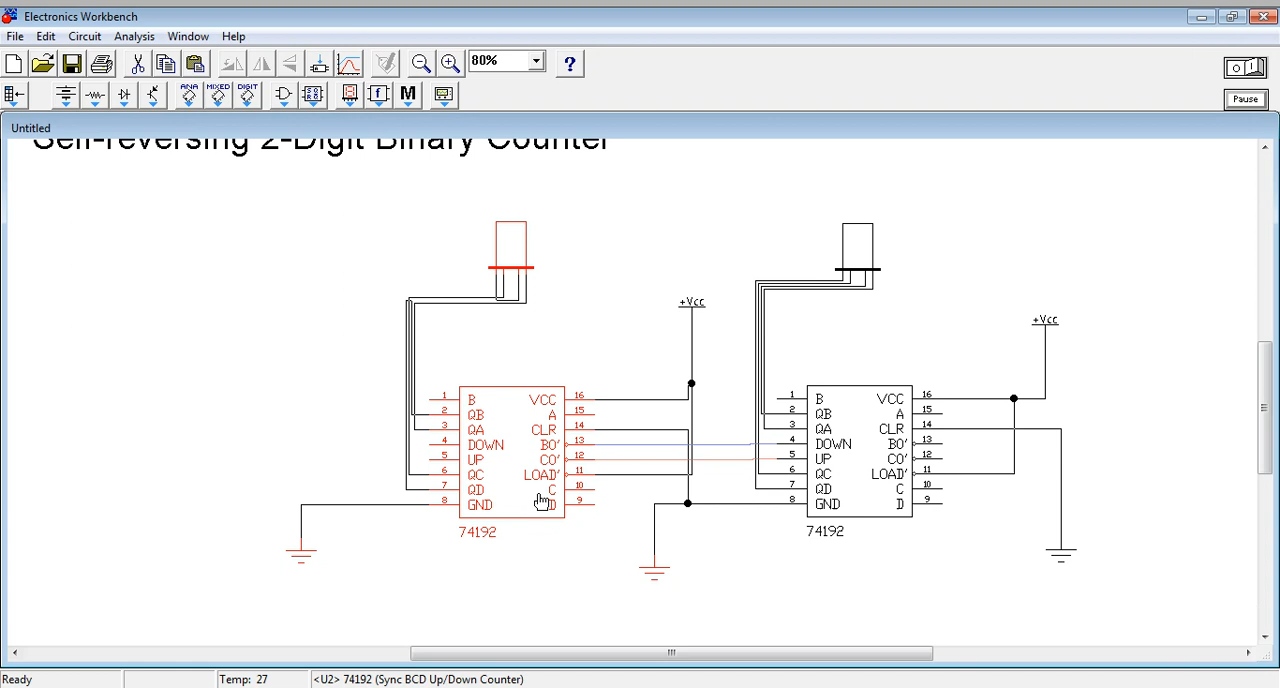 Electronics Workbench
File Edit Circuit Analysis Window Help
80% ?
ANA MIXED DIGIT M
Pause
Untitled
Self-reversing 2-Digit Binary Counter
+Vcc
+Vcc
1 B VCC 16
2 QB A 15
3 QA CLR 14
4 DOWN BO' 13
5 UP CO' 12
6 QC LOAD' 11
7 QD C 10
8 GND D 9
74192
1 B VCC 16
2 QB A 15
3 QA CLR 14
4 DOWN BO' 13
5 UP CO' 12
6 QC LOAD' 11
7 QD C 10
8 GND D 9
74192
Ready Temp: 27 <U2> 74192 (Sync BCD Up/Down Counter)